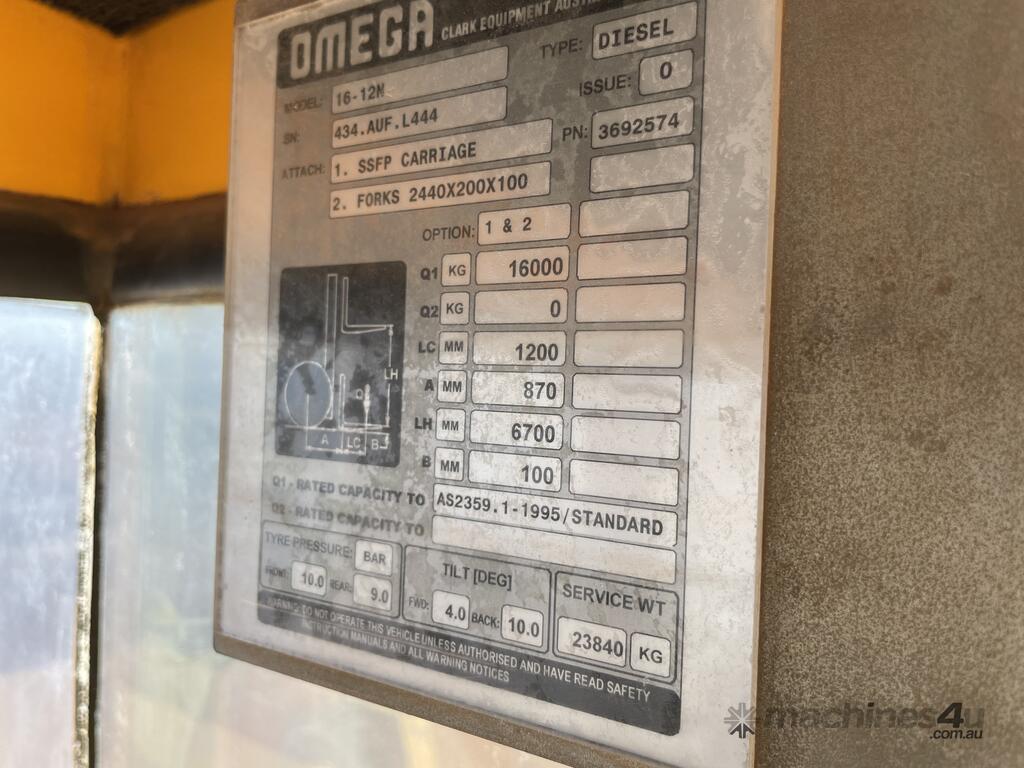 OMEGA CLARK EQUIPMENT
TYPE: DIESEL
MODEL: 16-12N
ISSUE: 0
SN: 434.AUF.L444
PN: 3692574
ATTACH: 1. SSFP CARRIAGE
2. FORKS 2440X200X100
OPTION: 1 & 2
Q1 KG 16000
Q2 KG 0
LC MM 1200
A MM 870
LH MM 6700
B MM 100
LH
Q
A LC B
Q1 - RATED CAPACITY TO AS2359.1-1995/STANDARD
Q2 - RATED CAPACITY TO
TYRE PRESSURE: BAR
FRONT: 10.0 REAR: 9.0
TILT [DEG]
FWD: 4.0 BACK: 10.0
SERVICE WT
23840 KG
WARNING: DO NOT OPERATE THIS VEHICLE UNLESS AUTHORISED AND HAVE READ SAFETY
INSTRUCTION MANUALS AND ALL WARNING NOTICES
machines4u
.com.au